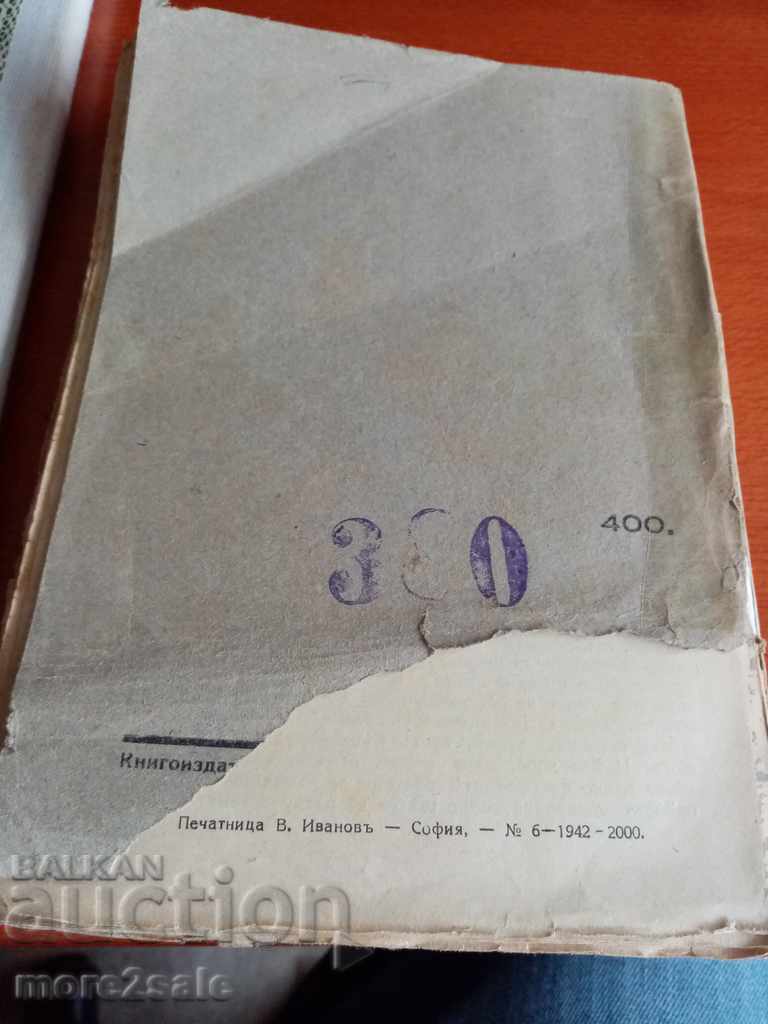 400.
380
Книгоиздат
Печатница В. Ивановъ — София, — № 6—1942 - 2000.
BALKAN
auction
more2sale